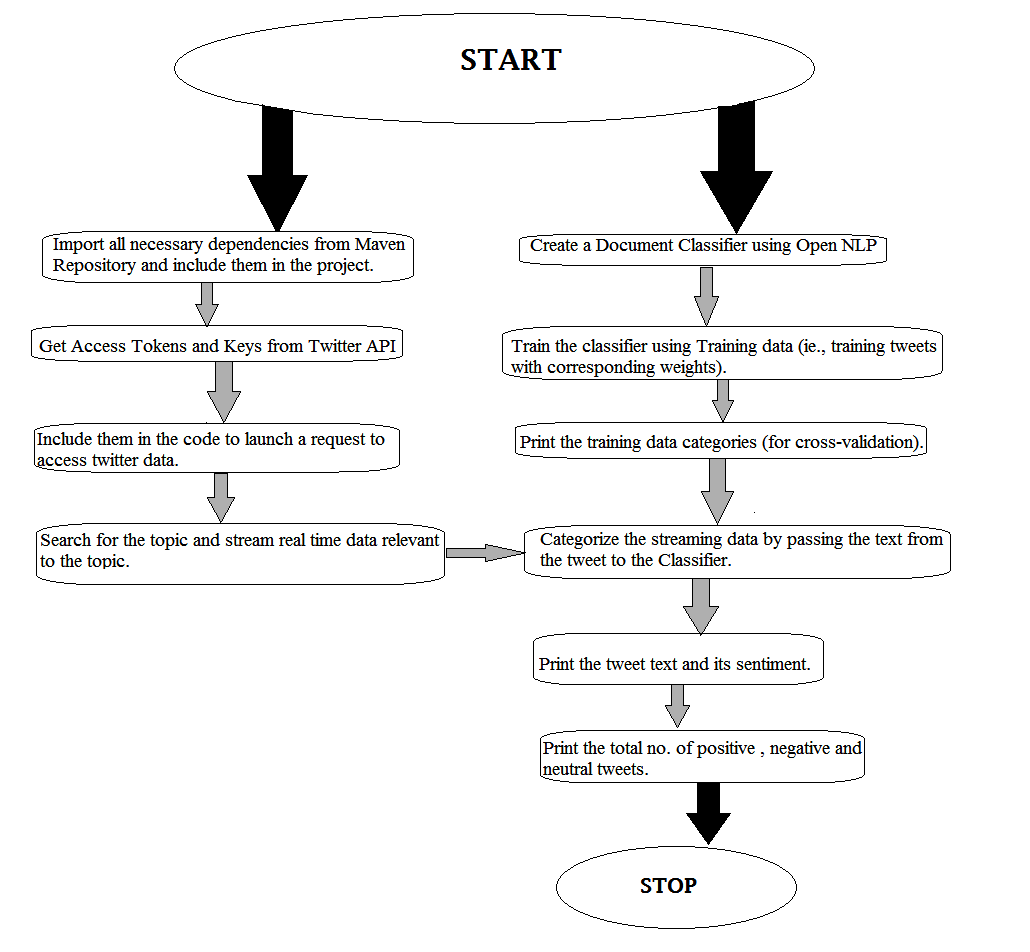 START
Import all necessary dependencies from Maven
Repository and include them in the project.
Get Access Tokens and Keys from Twitter API
Include them in the code to launch a request to
access twitter data.
Search for the topic and stream real time data relevant
to the topic.
Create a Document Classifier using Open NLP
Train the classifier using Training data (ie., training tweets
with corresponding weights).
Print the training data categories (for cross-validation).
Categorize the streaming data by passing the text from
the tweet to the Classifier.
Print the tweet text and its sentiment.
Print the total no. of positive , negative and
neutral tweets.
STOP